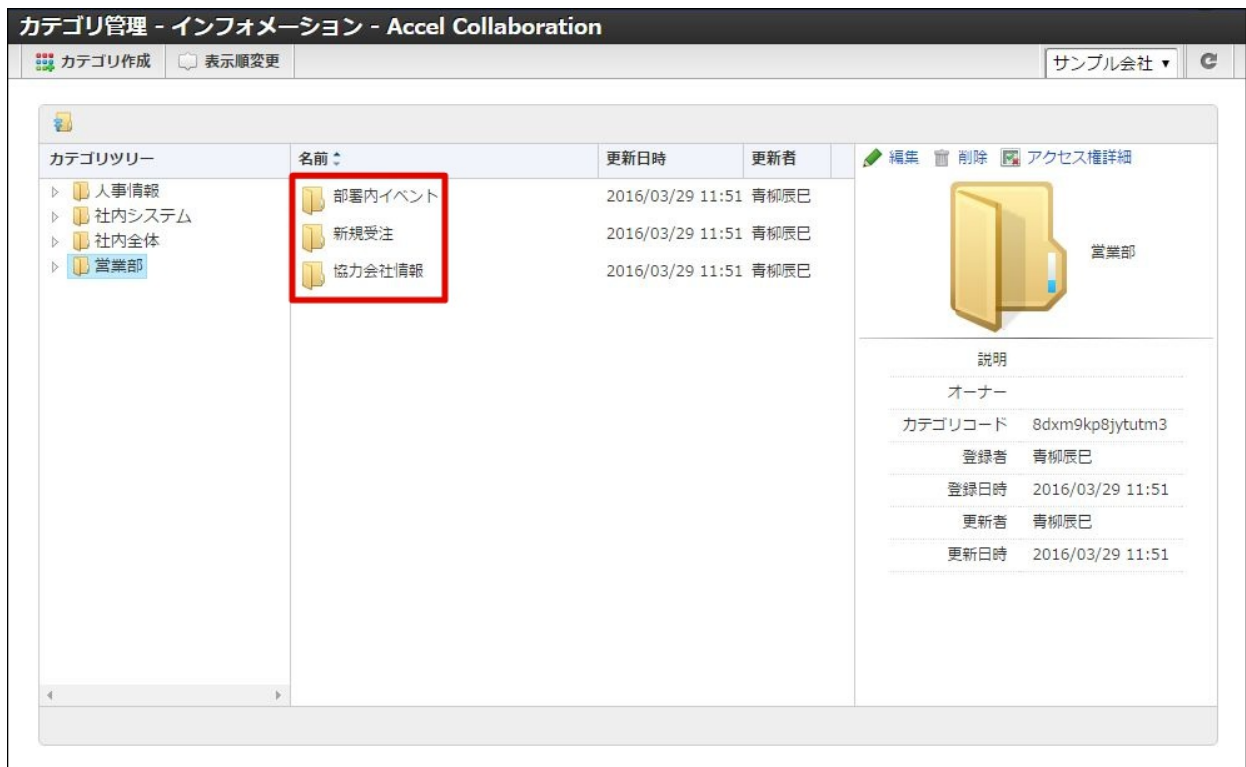 カテゴリ管理 - インフォメーション - Accel Collaboration
カテゴリ作成 表示順変更 サンプル会社
カテゴリツリー 名前 更新日時 更新者 編集 削除 アクセス権詳細
人事情報
社内システム
社内全体
営業部
部署内イベント 2016/03/29 11:51 青柳辰巳
新規受注 2016/03/29 11:51 青柳辰巳
協力会社情報 2016/03/29 11:51 青柳辰巳
営業部
説明
オーナー
カテゴリコード 8dxm9kp8jytutm3
登録者 青柳辰巳
登録日時 2016/03/29 11:51
更新者 青柳辰巳
更新日時 2016/03/29 11:51